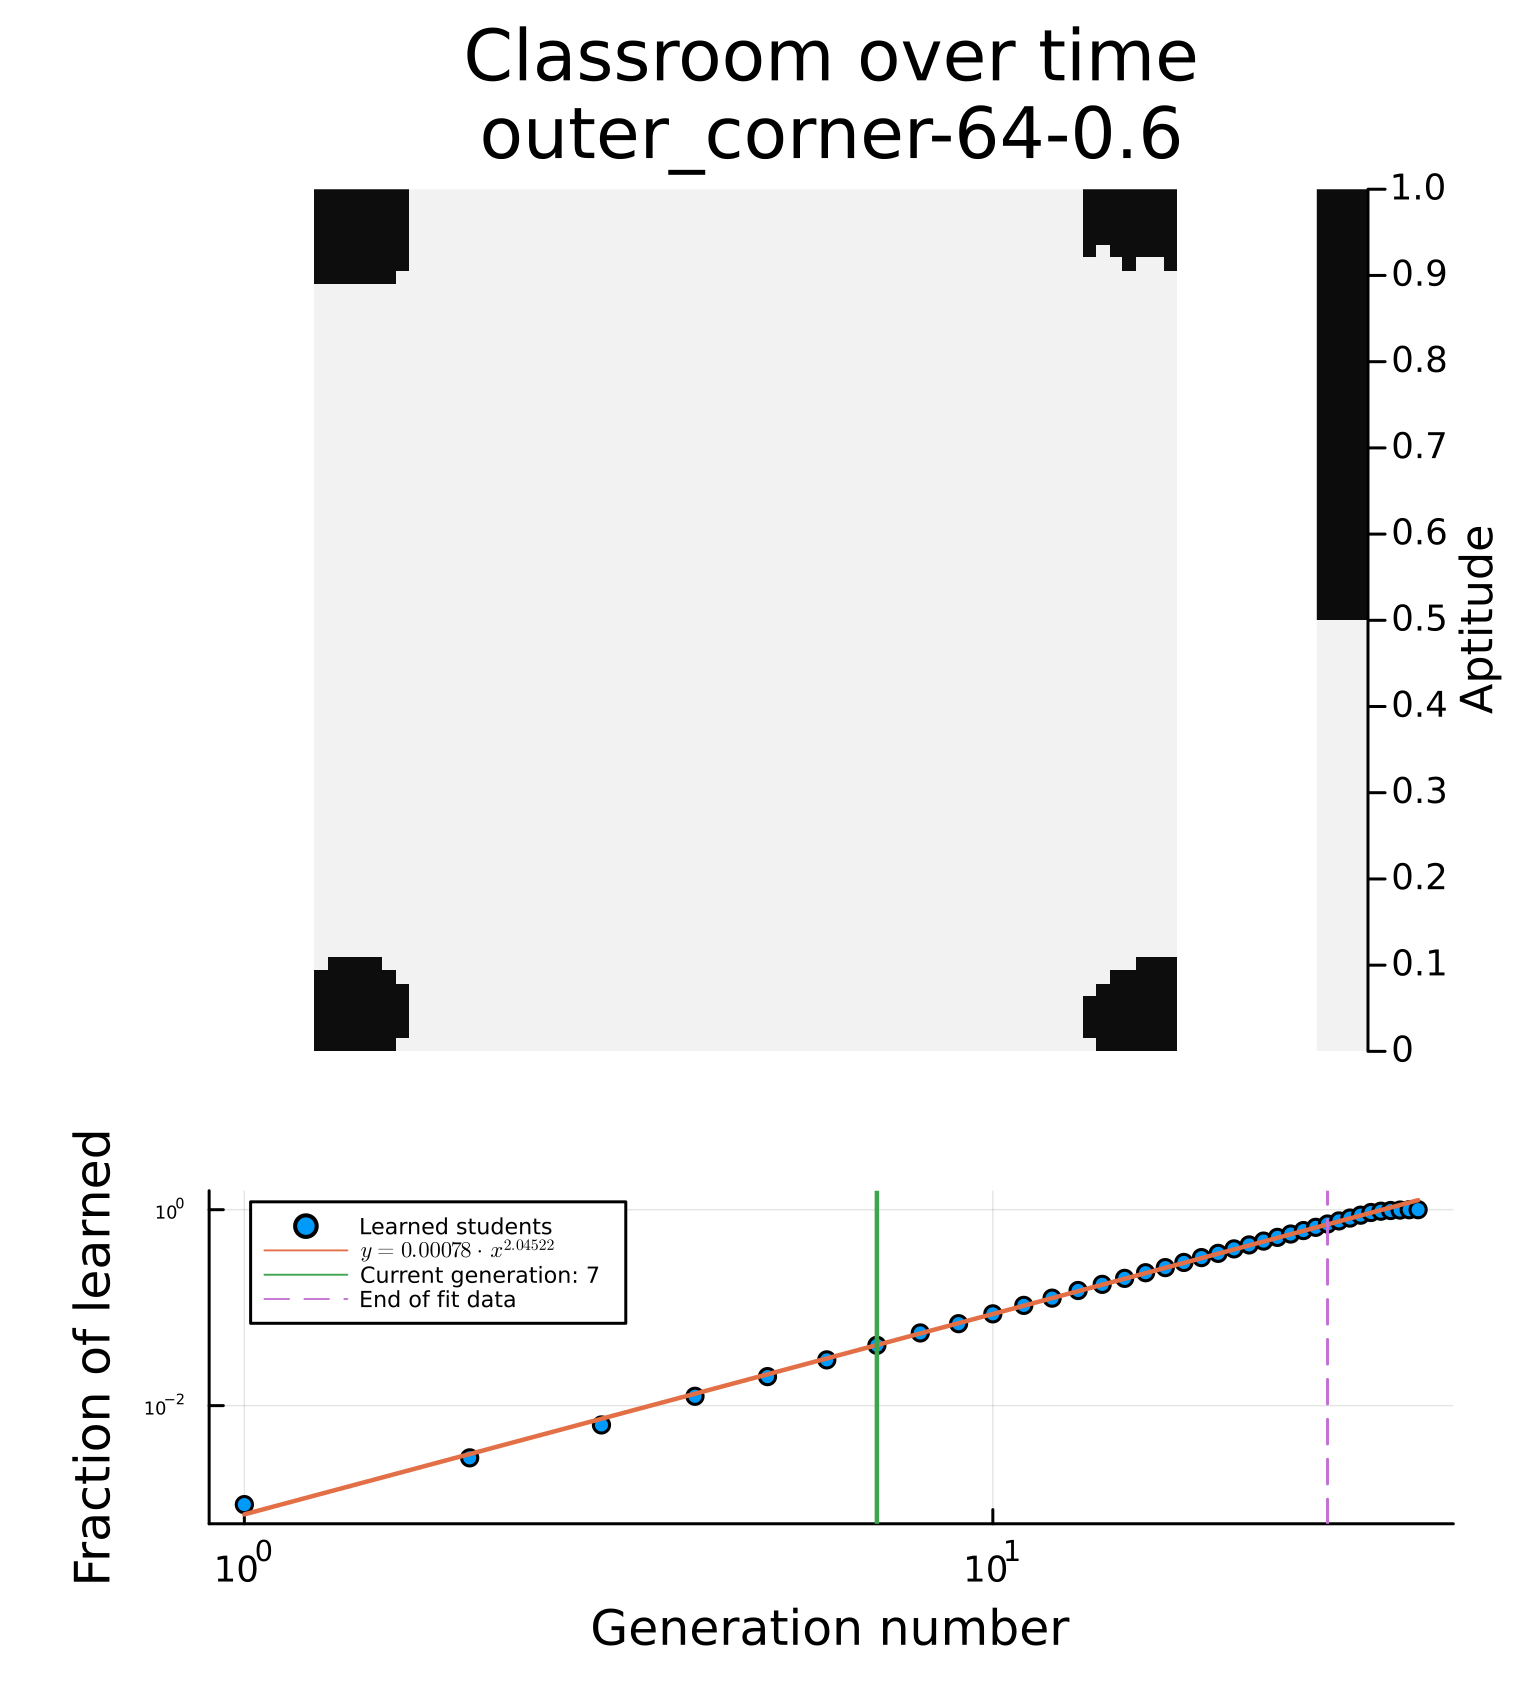 Classroom over time
outer_corner-64-0.6
1.0
0.9
0.8
0.7
0.6
0.5
0.4
0.3
0.2
0.1
0
Aptitude
Fraction of learned
10^0
10^-2
Learned students
y = 0.00078 · x^2.04522
Current generation: 7
End of fit data
10^0
10^1
Generation number